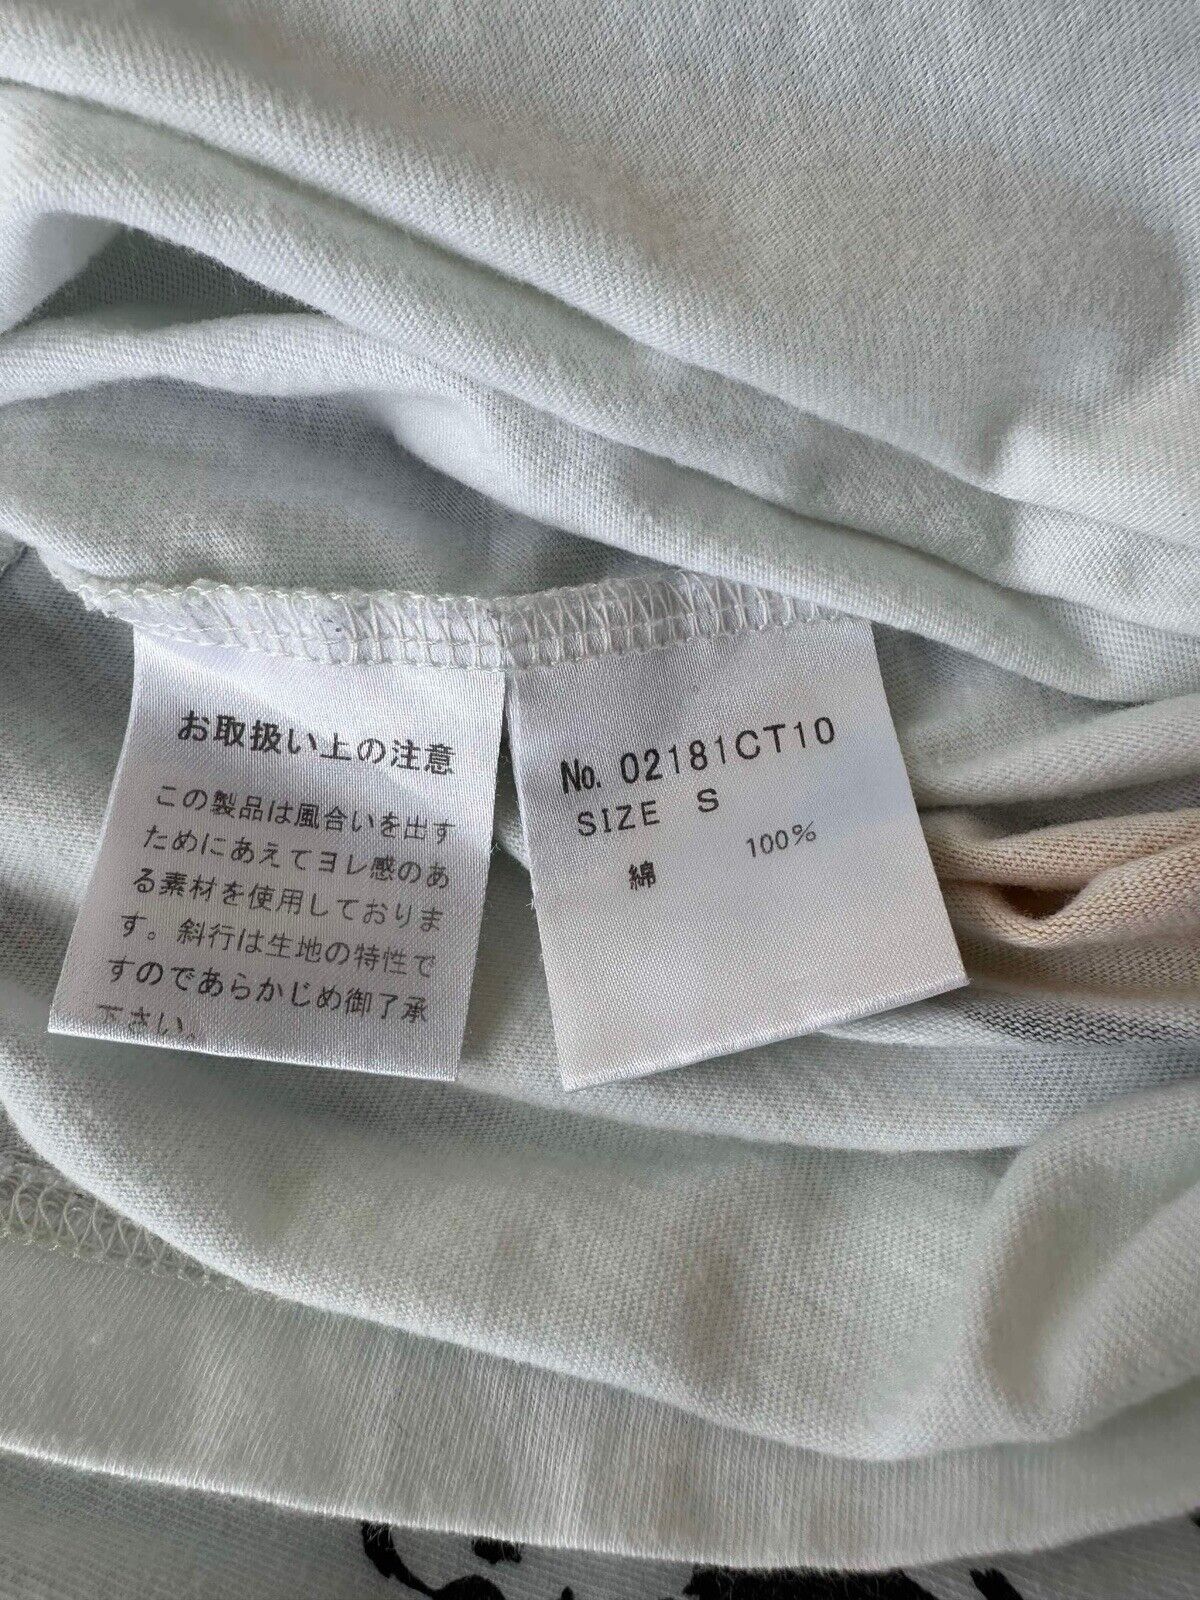 お取扱い上の注意
この製品は風合いを出す
ためにあえてヨレ感のあ
る素材を使用しておりま
す。斜行は生地の特性で
すのであらかじめ御了承
下さい。
No. 02181CT10
SIZE S
綿 100%